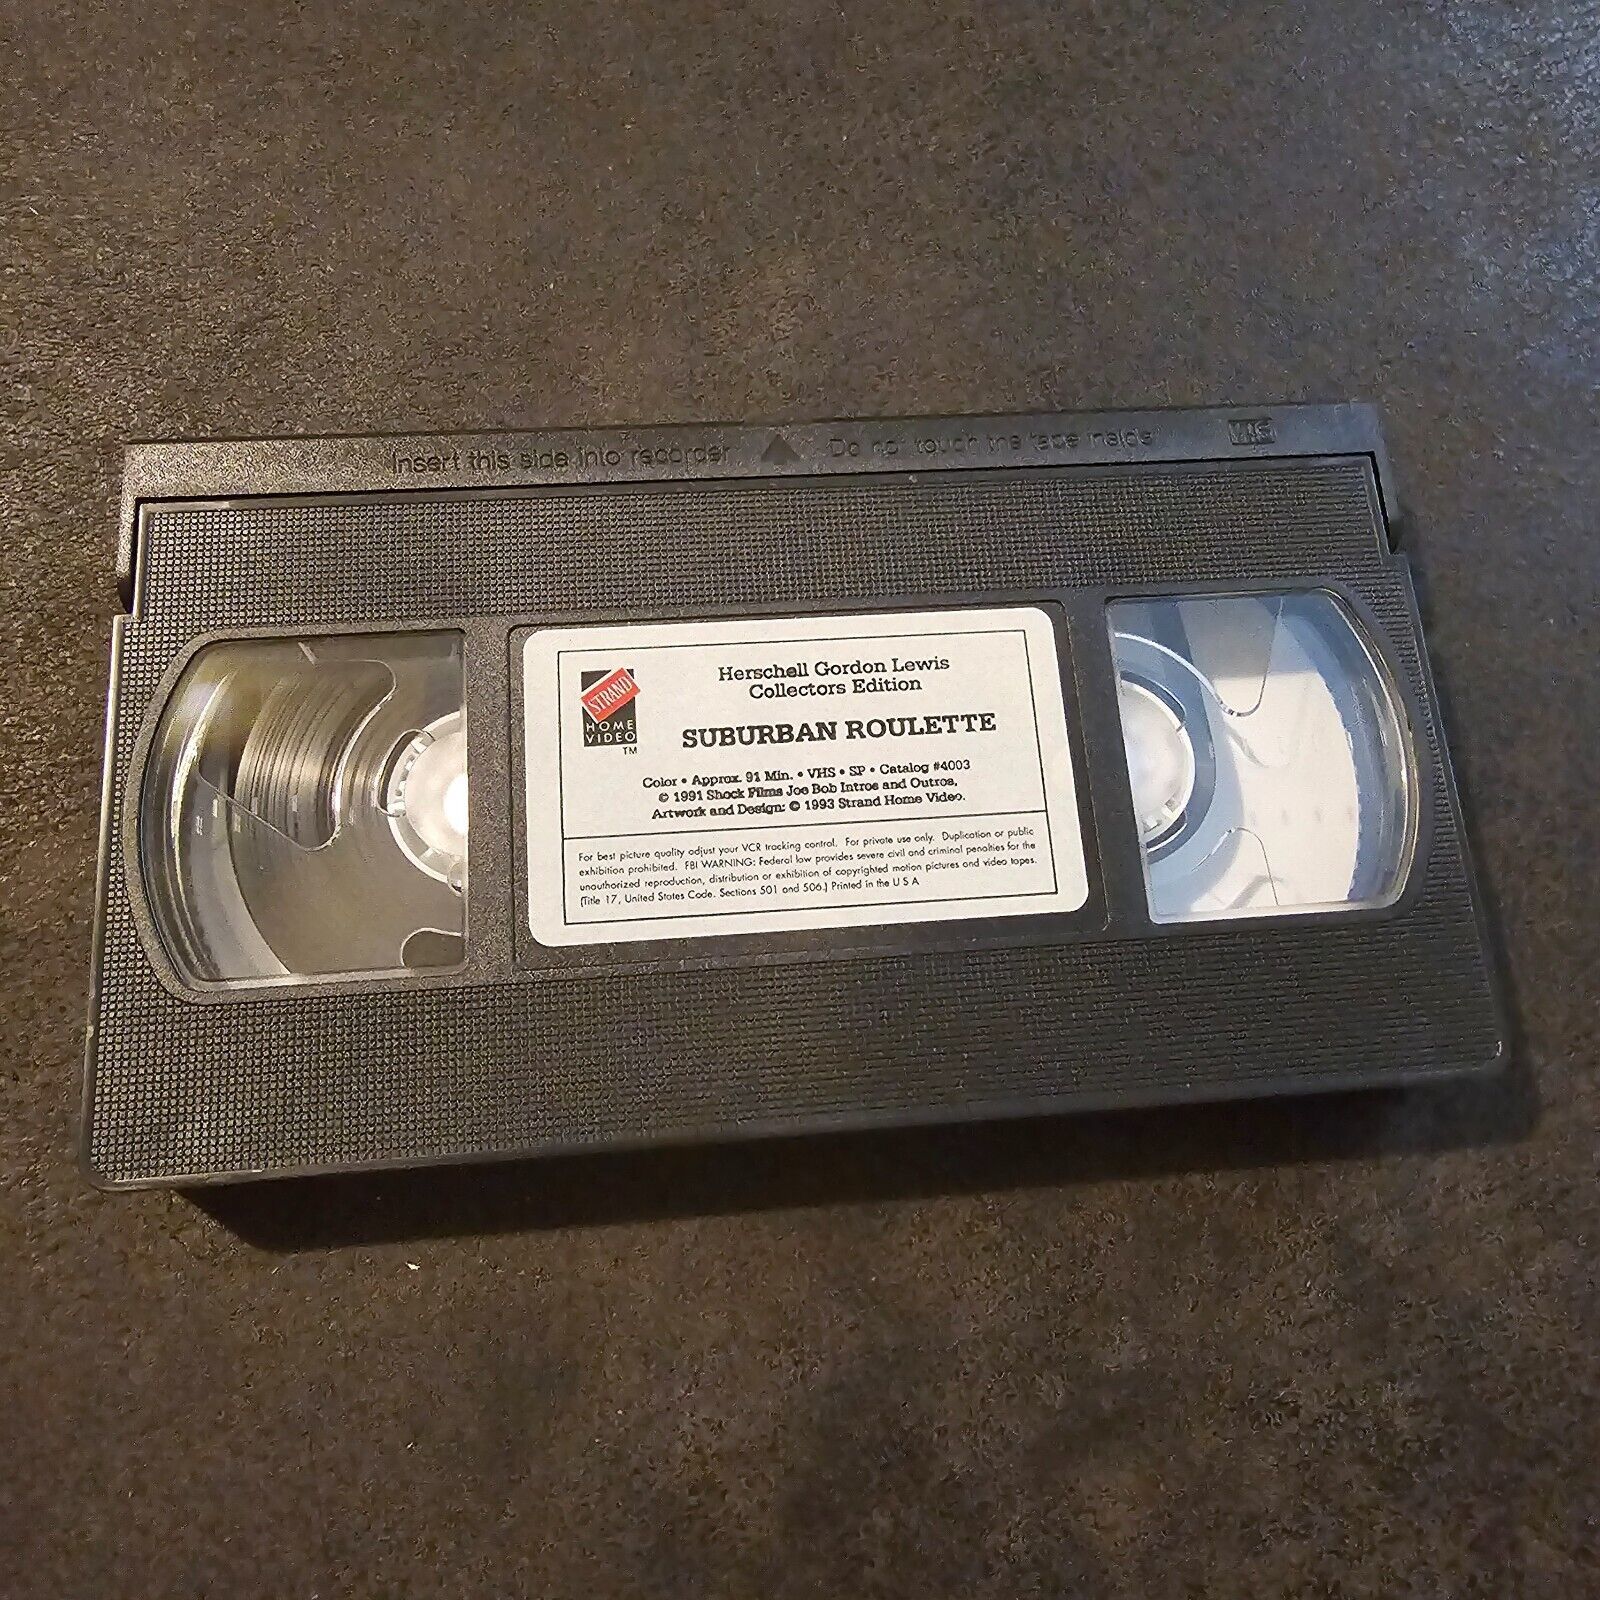 Insert this side into recorder Do not touch the tape inside VHS
STRAND
HOME
VIDEO
TM
Herschell Gordon Lewis
Collectors Edition
SUBURBAN ROULETTE
Color • Approx. 91 Min. • VHS • SP • Catalog #4003
© 1991 Shock Films Joe Bob Intros and Outros,
Artwork and Design: © 1993 Strand Home Video.
For best picture quality adjust your VCR tracking control. For private use only. Duplication or public
exhibition prohibited. FBI WARNING: Federal law provides severe civil and criminal penalties for the
unauthorized reproduction, distribution or exhibition of copyrighted motion pictures and video tapes.
(Title 17, United States Code. Sections 501 and 506.) Printed in the U S A